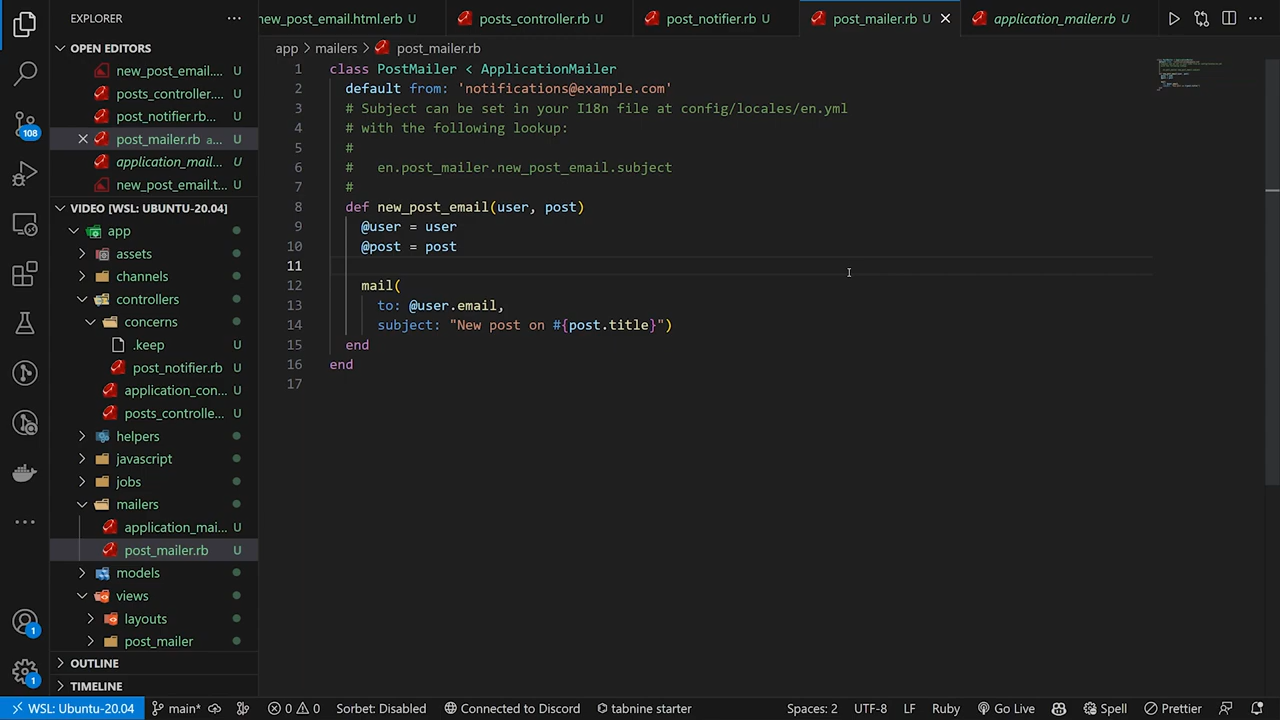 EXPLORER
OPEN EDITORS
new_post_email.... U
posts_controller.... U
post_notifier.rb... U
post_mailer.rb a... U
application_mail... U
new_post_email.t... U
VIDEO [WSL: UBUNTU-20.04]
app
assets
channels
controllers
concerns
.keep U
post_notifier.rb U
application_con... U
posts_controlle... U
helpers
javascript
jobs
mailers
application_mai... U
post_mailer.rb U
models
views
layouts
post_mailer
OUTLINE
TIMELINE
108
1
1
new_post_email.html.erb U
posts_controller.rb U
post_notifier.rb U
post_mailer.rb U
application_mailer.rb U
app > mailers > post_mailer.rb
1 class PostMailer < ApplicationMailer
2 default from: 'notifications@example.com'
3 # Subject can be set in your I18n file at config/locales/en.yml
4 # with the following lookup:
5 #
6 # en.post_mailer.new_post_email.subject
7 #
8 def new_post_email(user, post)
9 @user = user
10 @post = post
11
12 mail(
13 to: @user.email,
14 subject: "New post on #{post.title}")
15 end
16 end
17
WSL: Ubuntu-20.04
main*
0 0
Sorbet: Disabled
Connected to Discord
tabnine starter
Spaces: 2
UTF-8
LF
Ruby
Go Live
Spell
Prettier